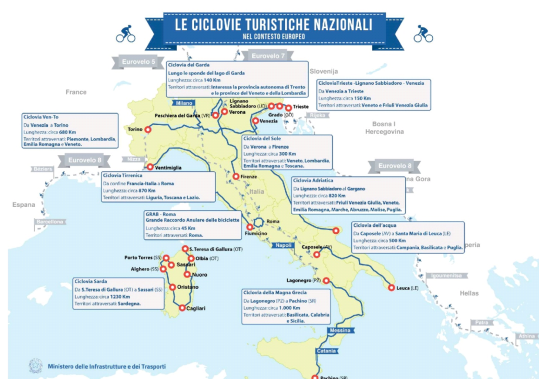 LE CICLOVIE TURISTICHE NAZIONALI
NEL CONTESTO EUROPEO
Eurovelo 5
Eurovelo 7
Slovenija
France
Ciclovia del Garda
Lungo le sponde del lago di Garda
Lunghezza: circa 140 Km
Territori attraversati: Interessa la provincia autonoma di Trento
e le province del Veneto e della Lombardia
CicloviaTrieste -Lignano Sabbiadoro - Venezia
Da Venezia a Trieste
Lunghezza: circa 150 Km
Territori attraversati: Veneto e Friuli Venezia Giulia
Milano
Lignano
Sabbiadoro (UD)
Trieste
Peschiera del Garda (VR)
Verona
Grado (GO)
Venezia
Ciclovia Ven-To
Da Venezia a Torino
Lunghezza: circa 680 Km
Territori attraversati: Piemonte, Lombardia,
Emilia Romagna e Veneto.
Torino
Bosna I
Hercegovina
Ciclovia del Sole
Da Verona a Firenze
Lunghezza: circa 300 Km
Territori attraversati: Veneto, Lombardia,
Emilia Romagna e Toscana.
Eurovelo 8
Ventimiglia
Eurovelo 8
Ciclovia Tirrenica
Da confine Francia-Italia a Roma
Lunghezza: circa 870 Km
Territori attraversati: Liguria, Toscana e Lazio.
Firenze
Italia
Ciclovia Adriatica
Da Lignano Sabbiadoro al Gargano
Lunghezza: circa 820 Km
Territori attraversati: Friuli Venezia Giulia, Veneto,
Emilia Romagna, Marche, Abruzzo, Molise, Puglia.
Gora
Espana
GRAB - Roma
Grande Raccordo Anulare delle biciclette
Lunghezza: circa 45 Km
Territori attraversati: Roma.
Roma
Fiumicino
Ciclovia dell'acqua
Da Caposele (AV) a Santa Maria di Leuca (LE)
Lunghezza: circa 500 Km
Territori attraversati: Campania, Basilicata e Puglia.
S.Teresa di Gallura (OT)
Porto Torres (SS)
Olbia (OT)
Alghero (SS)
Sassari
Nuoro
Oristano
Cagliari
Napoli
Caposele (AV)
Lagonegro (PZ)
Leuca (LE)
Igoumenitsa
Hellas
Patra
Ciclovia Sarda
Da S.Teresa di Gallura (OT) a Sassari (SS)
Lunghezza: circa 1230 Km
Territori attraversati: Sardegna.
Ciclovia della Magna Grecia
Da Lagonegro (PZ) a Pachino (SR)
Lunghezza: circa 1.000 Km
Territori attraversati: Basilicata, Calabria
e Sicilia.
Messina
Catania
Pachino (SR)
Ministero delle Infrastrutture e dei Trasporti